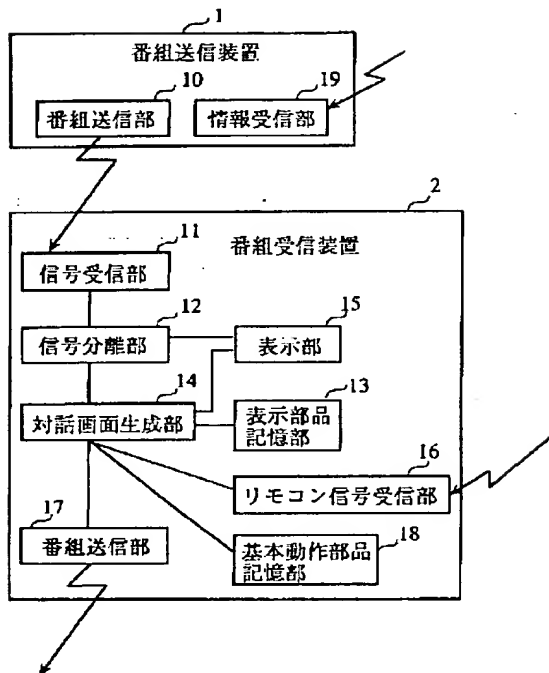 1
番組送信装置
10
19
番組送信部
情報受信部
2
11
番組受信装置
信号受信部
12
15
信号分離部
表示部
14
13
対話画面生成部
表示部品
記憶部
16
リモコン信号受信部
17
番組送信部
18
基本動作部品
記憶部